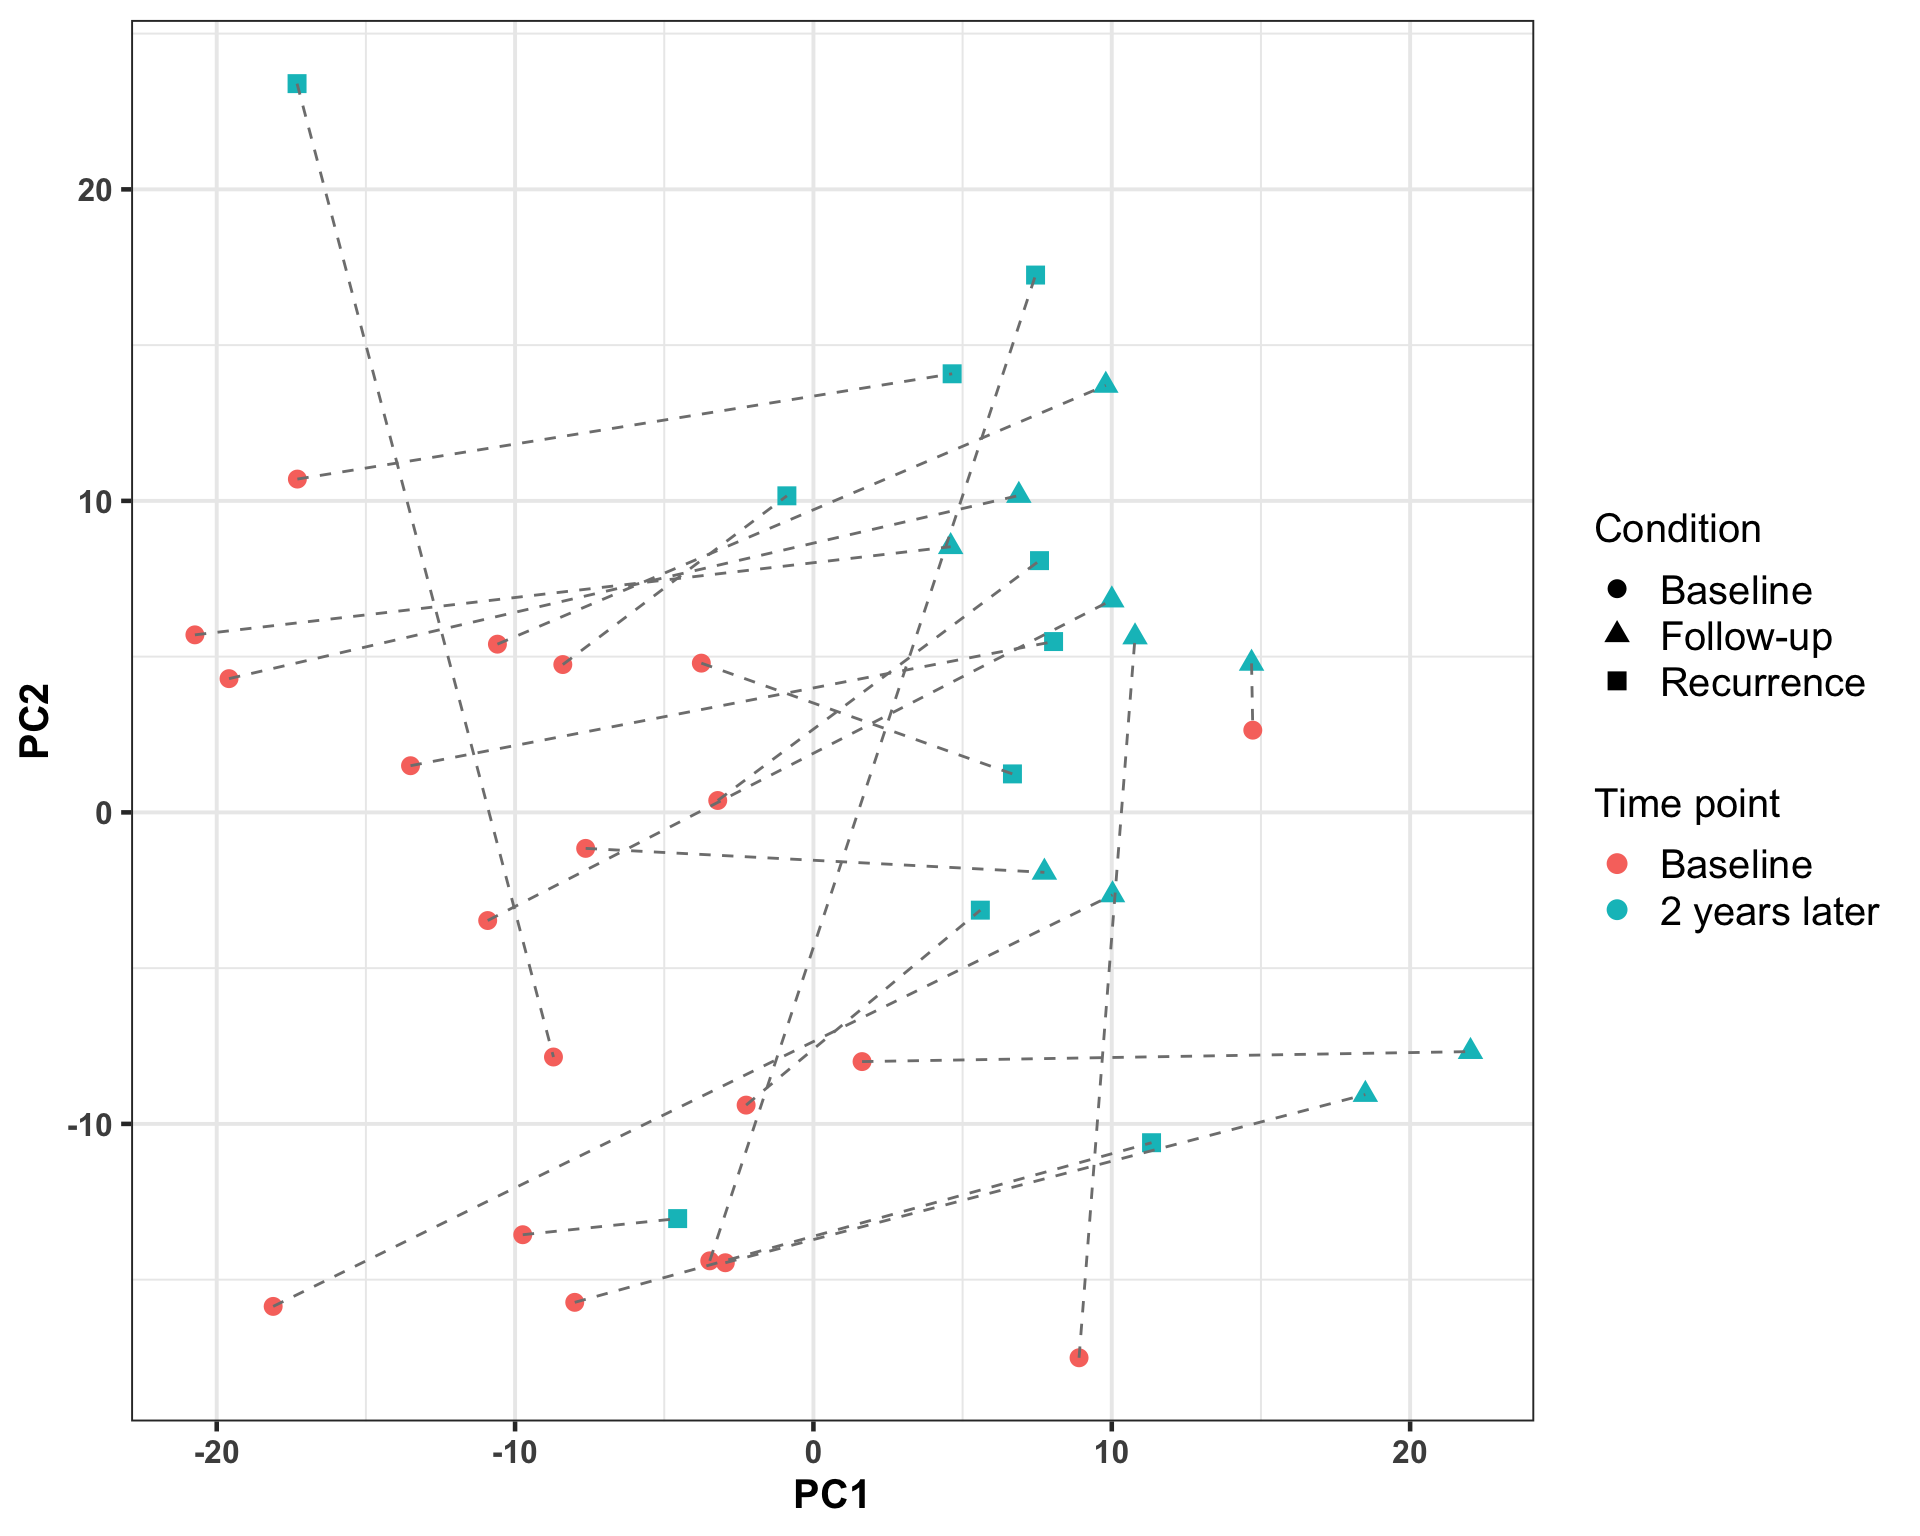 20
10
0
-10
PC2
-20
-10
0
10
20
PC1
Condition
Baseline
Follow-up
Recurrence
Time point
Baseline
2 years later